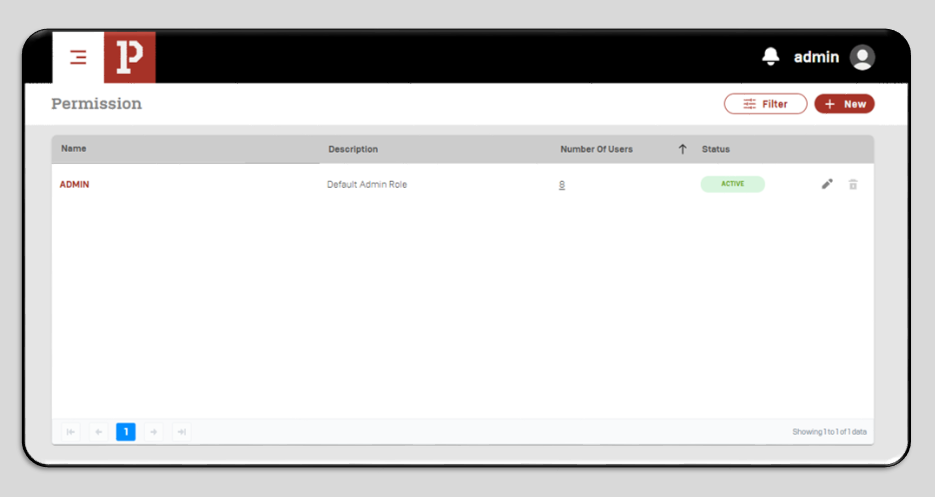 P
admin
Permission
Filter
+ New
Name Description Number Of Users Status
ADMIN Default Admin Role 8 ACTIVE
1
Showing 1 to 1 of 1 data